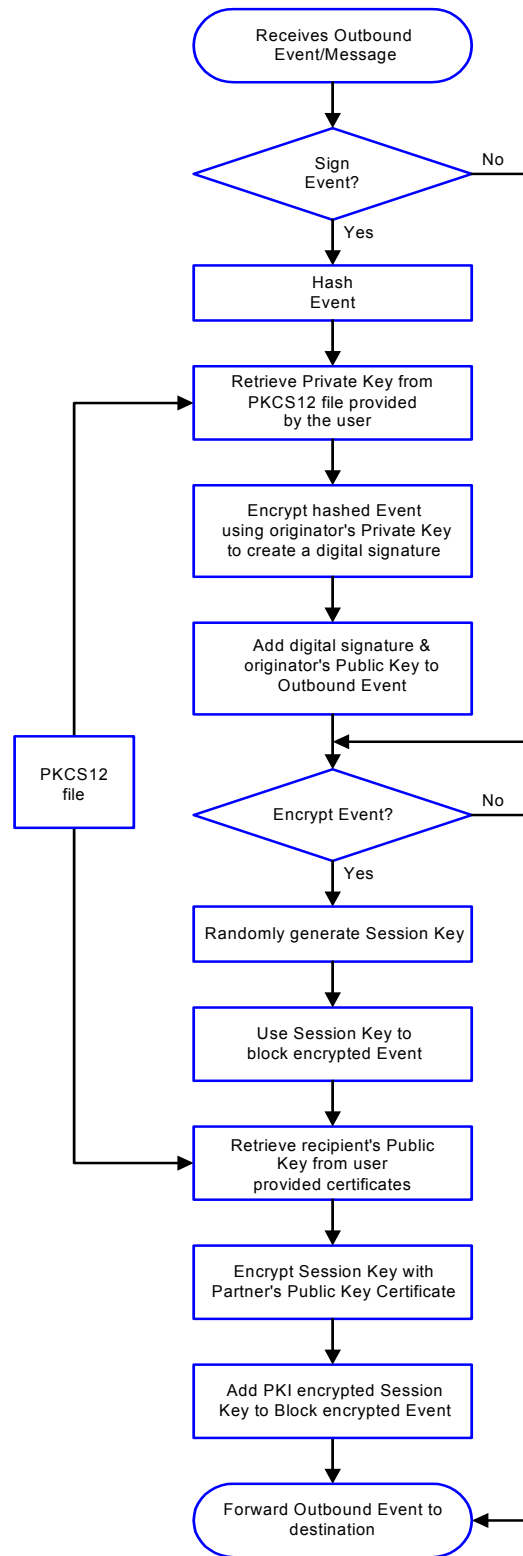 Receives Outbound
Event/Message
Sign
Event?
No
Yes
Hash
Event
Retrieve Private Key from
PKCS12 file provided
by the user
Encrypt hashed Event
using originator's Private Key
to create a digital signature
Add digital signature &
originator's Public Key to
Outbound Event
PKCS12
file
Encrypt Event?
No
Yes
Randomly generate Session Key
Use Session Key to
block encrypted Event
Retrieve recipient's Public
Key from user
provided certificates
Encrypt Session Key with
Partner's Public Key Certificate
Add PKI encrypted Session
Key to Block encrypted Event
Forward Outbound Event to
destination